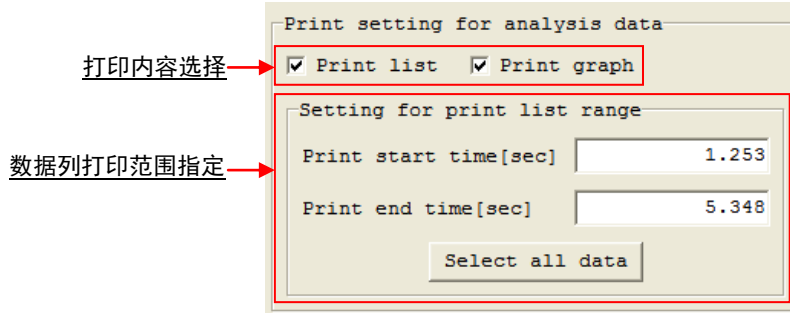 Print setting for analysis data
打印内容选择
Print list Print graph
Setting for print list range
数据列打印范围指定
Print start time[sec] 1.253
Print end time[sec] 5.348
Select all data